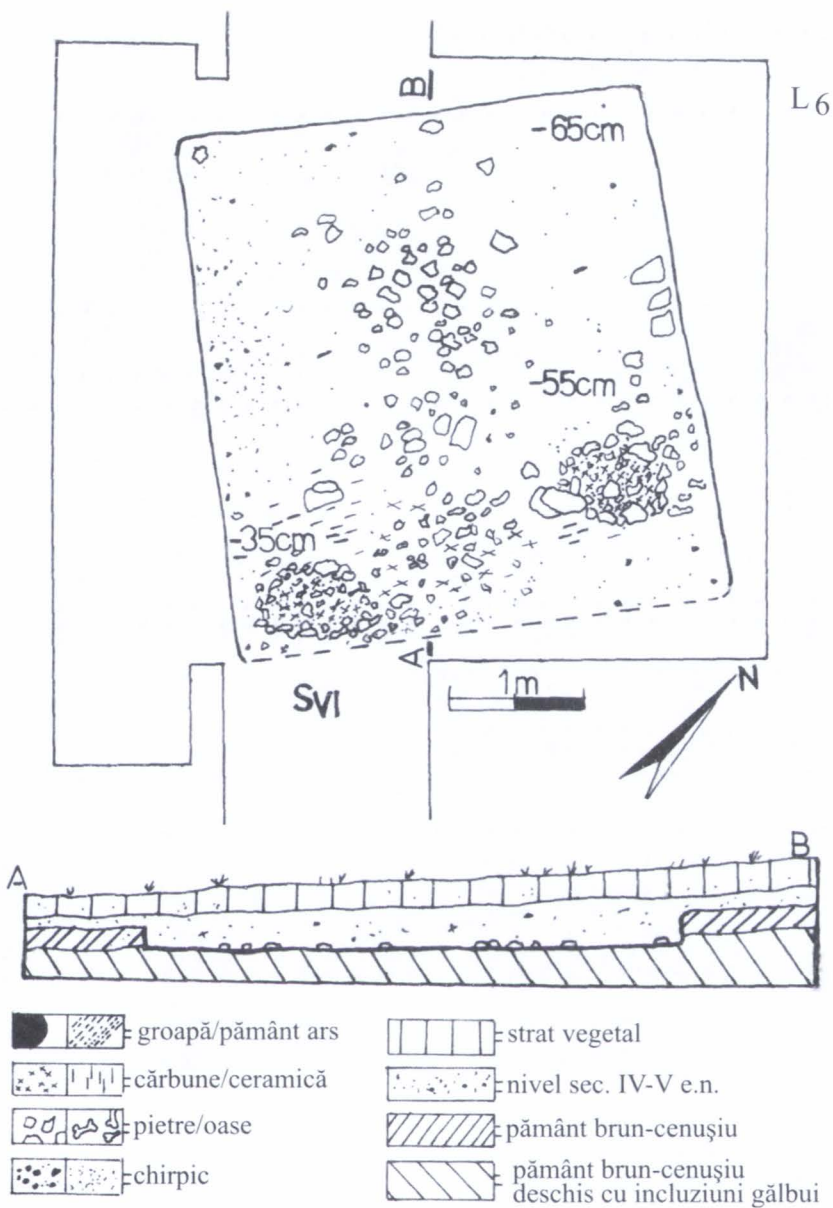 L6
B
-65cm
-55cm
-35cm
A
SVI
1m
N
A
B
groapă/pământ ars
cărbune/ceramică
pietre/oase
chirpic
strat vegetal
nivel sec. IV-V e.n.
pământ brun-cenuşiu
pământ brun-cenuşiu
deschis cu incluziuni gălbui